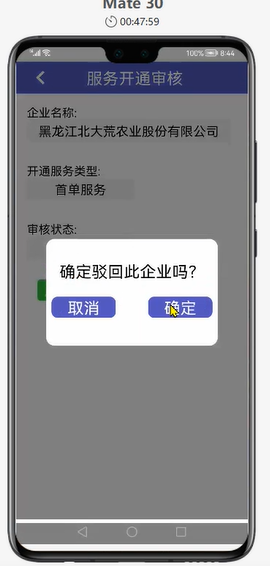 Mate 30
00:47:59
100% 8:44
服务开通审核
企业名称:
黑龙江北大荒农业股份有限公司
开通服务类型:
首单服务
审核状态:
确定驳回此企业吗？
取消
确定